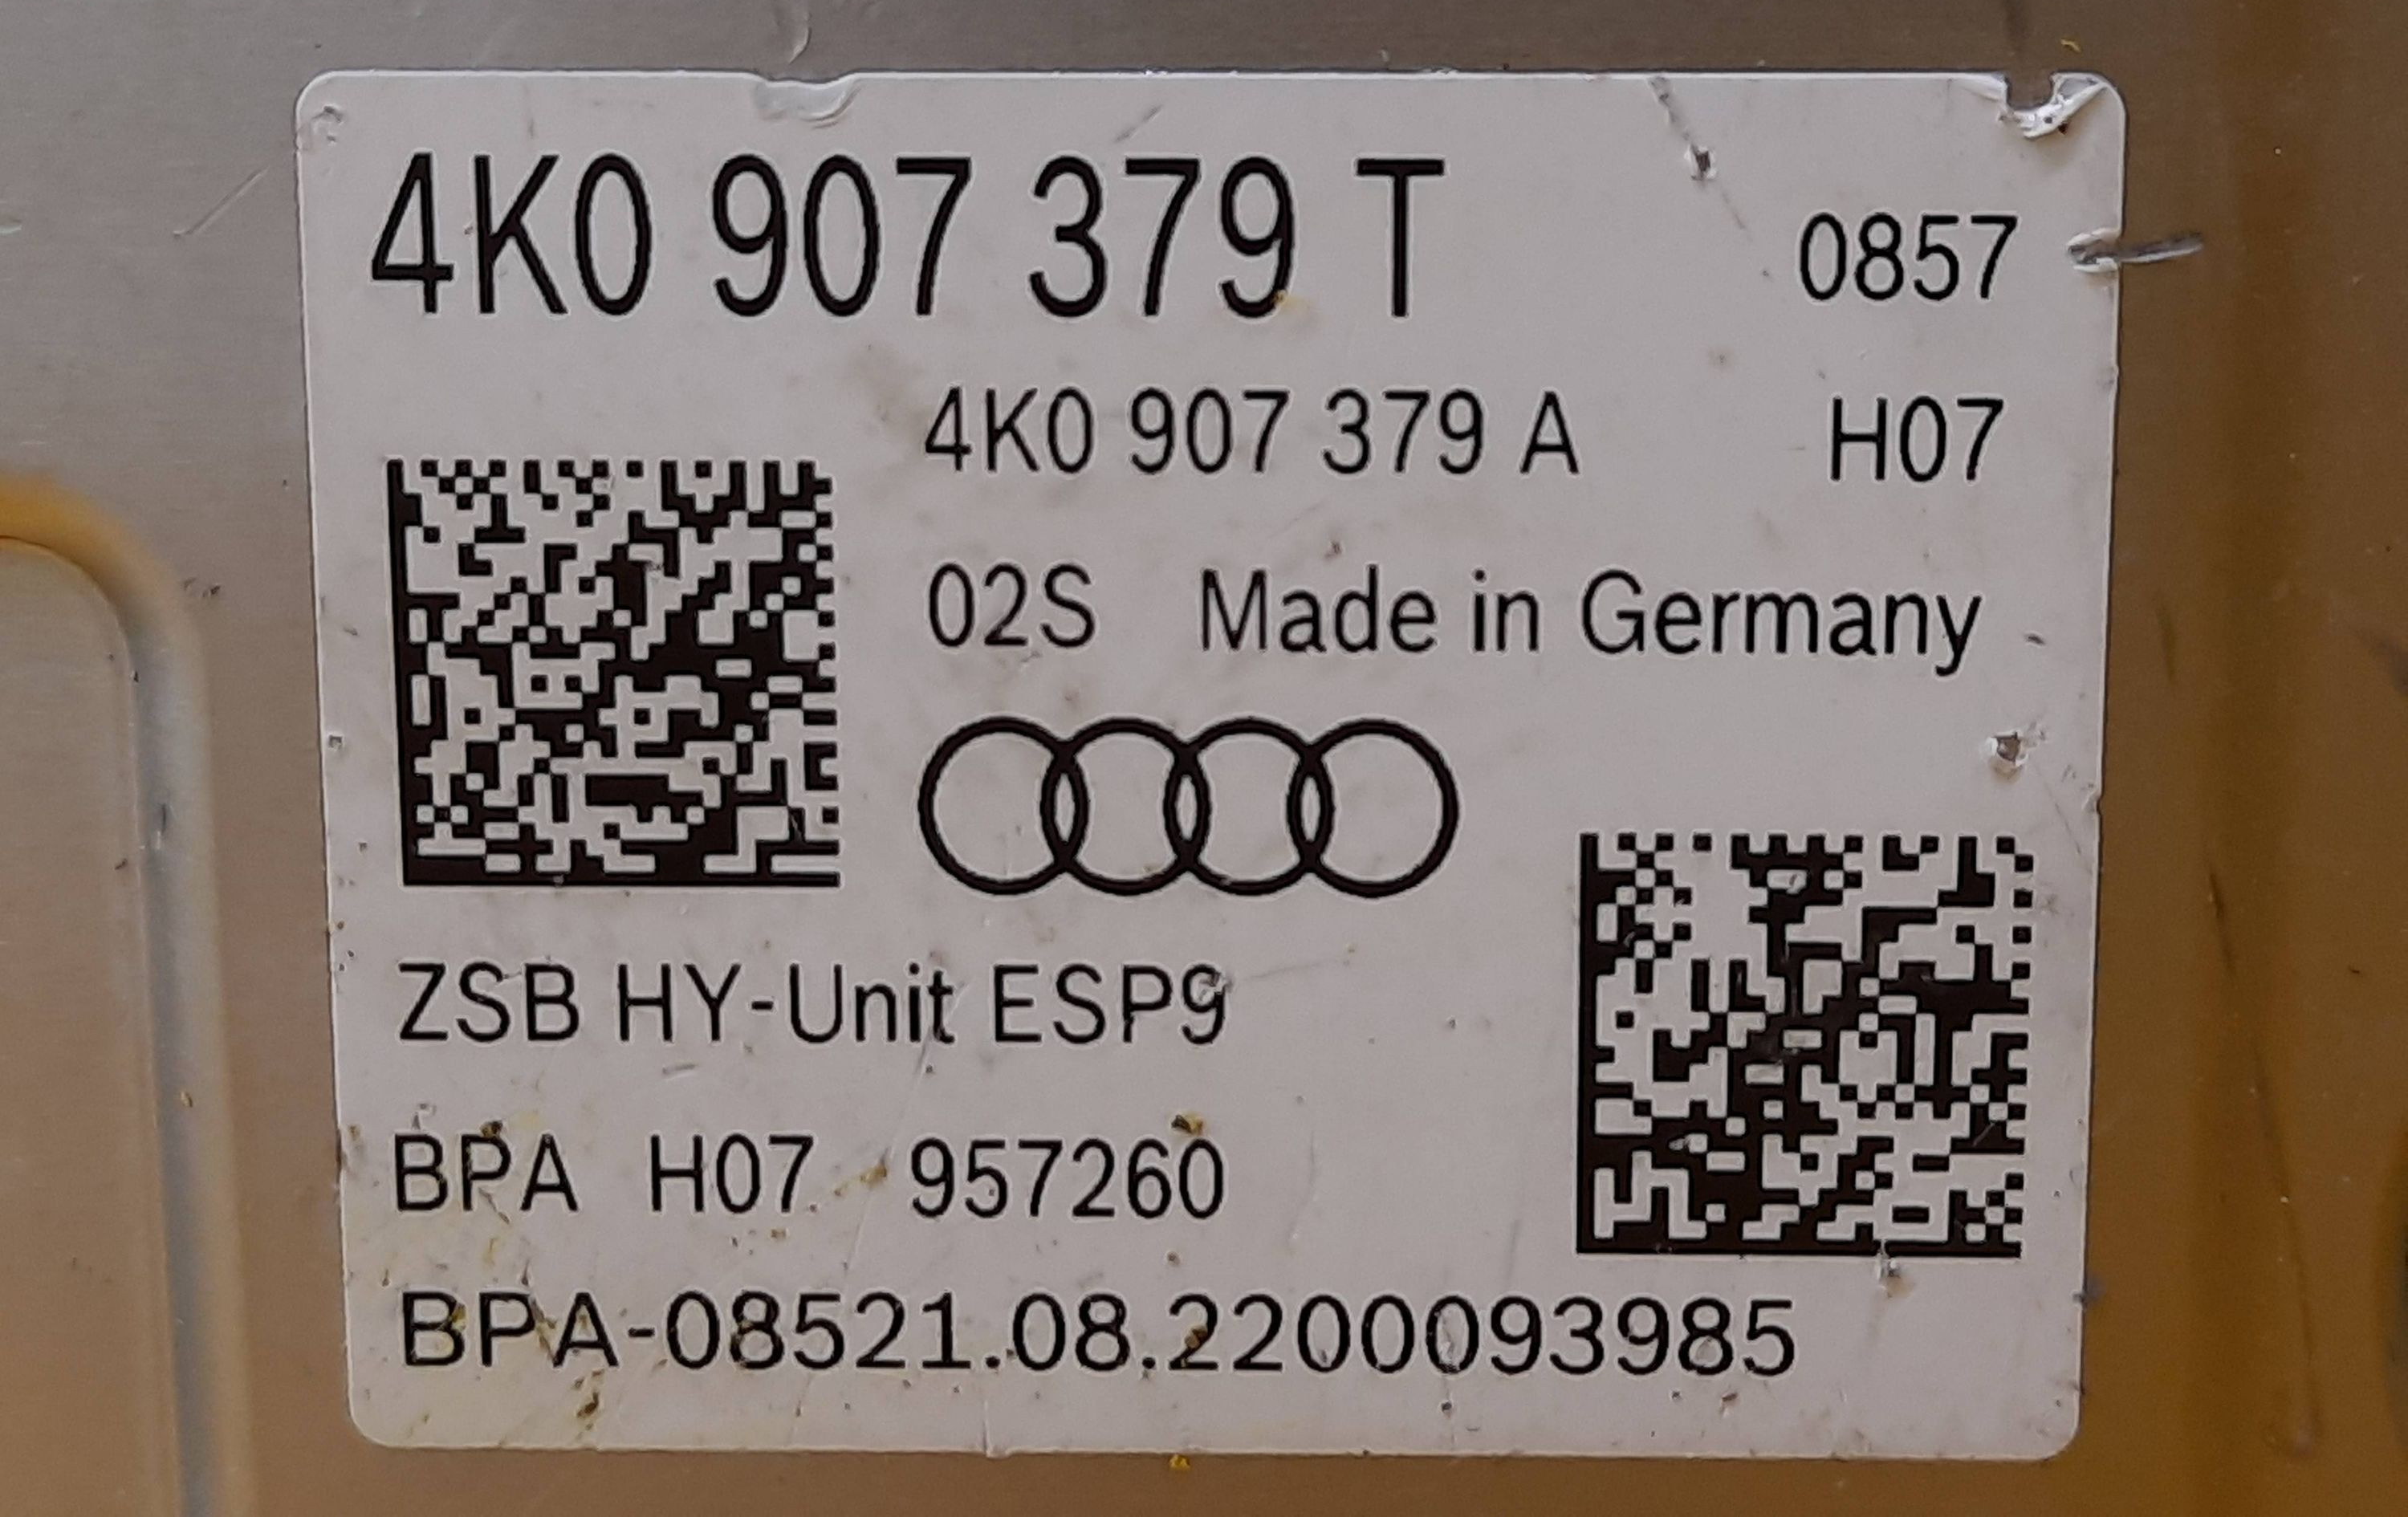 4K0 907 379 T 0857
4K0 907 379 A H07
02S Made in Germany
ZSB HY-Unit ESP9
BPA H07 957260
BPA-08521.08.2200093985